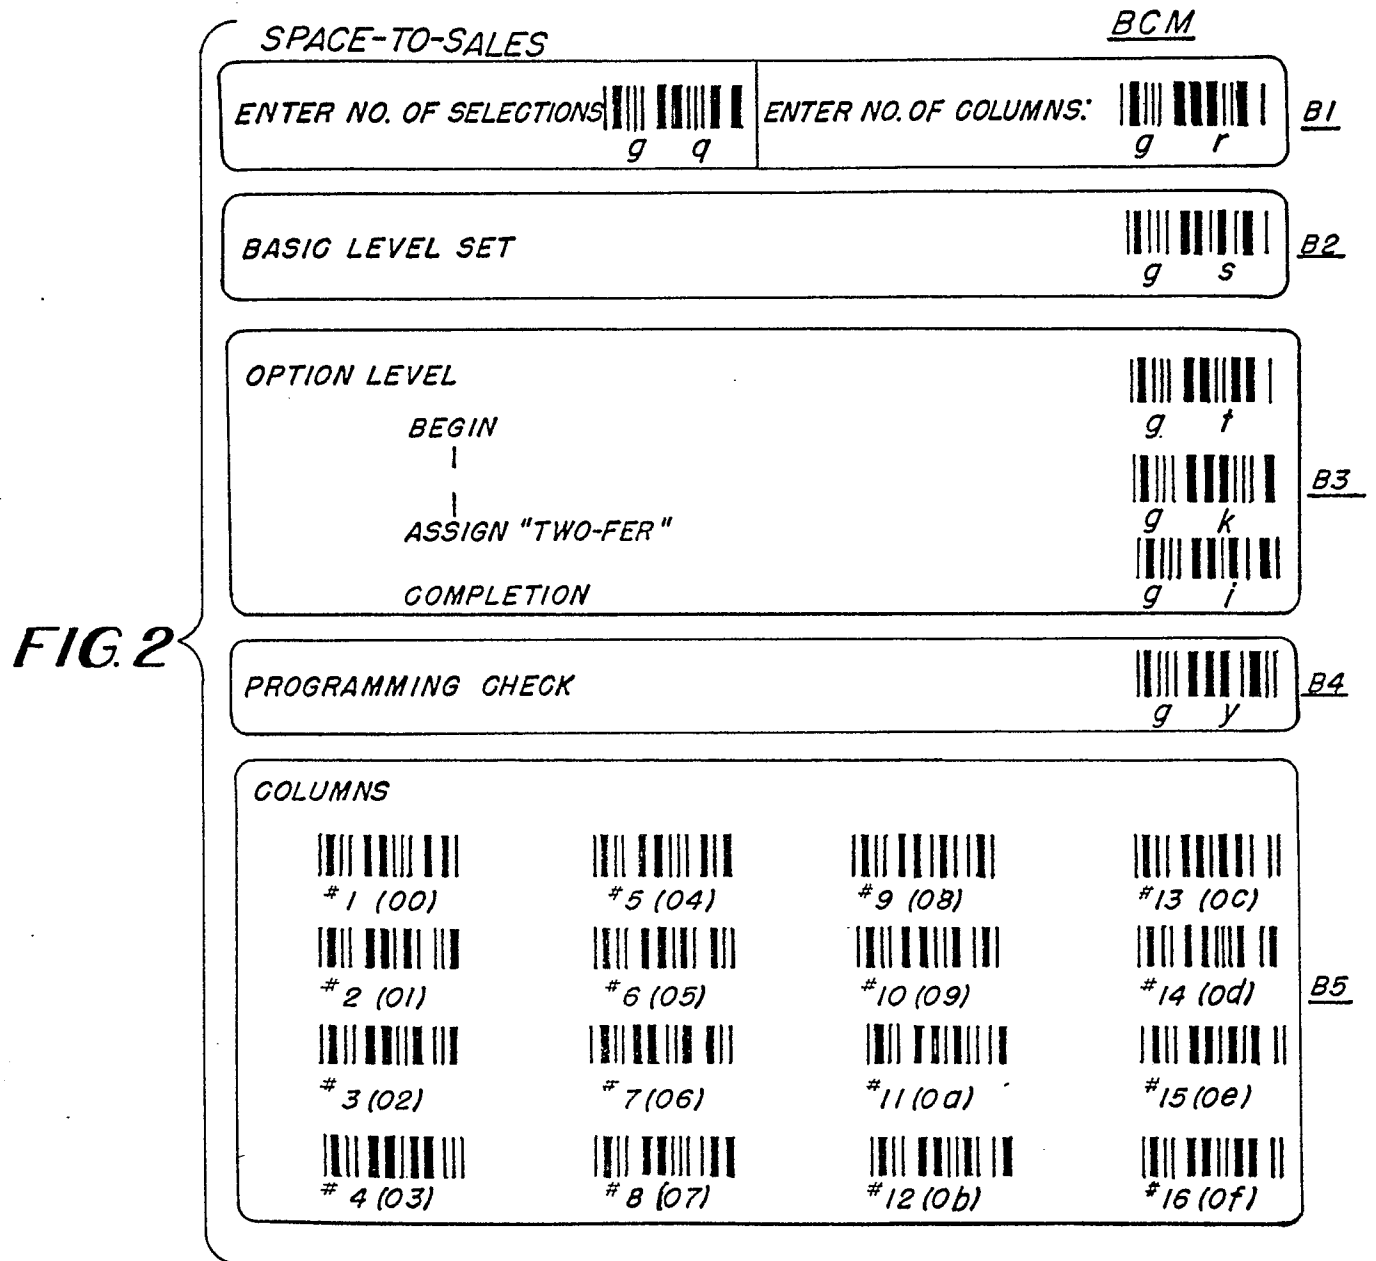 SPACE-TO-SALES
BCM
ENTER NO. OF SELECTIONS
g q
ENTER NO. OF COLUMNS:
g r
B1
BASIC LEVEL SET
g s
B2
OPTION LEVEL
g t
BEGIN
ASSIGN "TWO-FER"
g k
B3
COMPLETION
g i
FIG. 2
PROGRAMMING CHECK
g y
B4
COLUMNS
#1 (00) #5 (04) #9 (08) #13 (0C)
#2 (01) #6 (05) #10 (09) #14 (0d)
B5
#3 (02) #7 (06) #11 (0a) #15 (0e)
#4 (03) #8 (07) #12 (0b) #16 (0f)